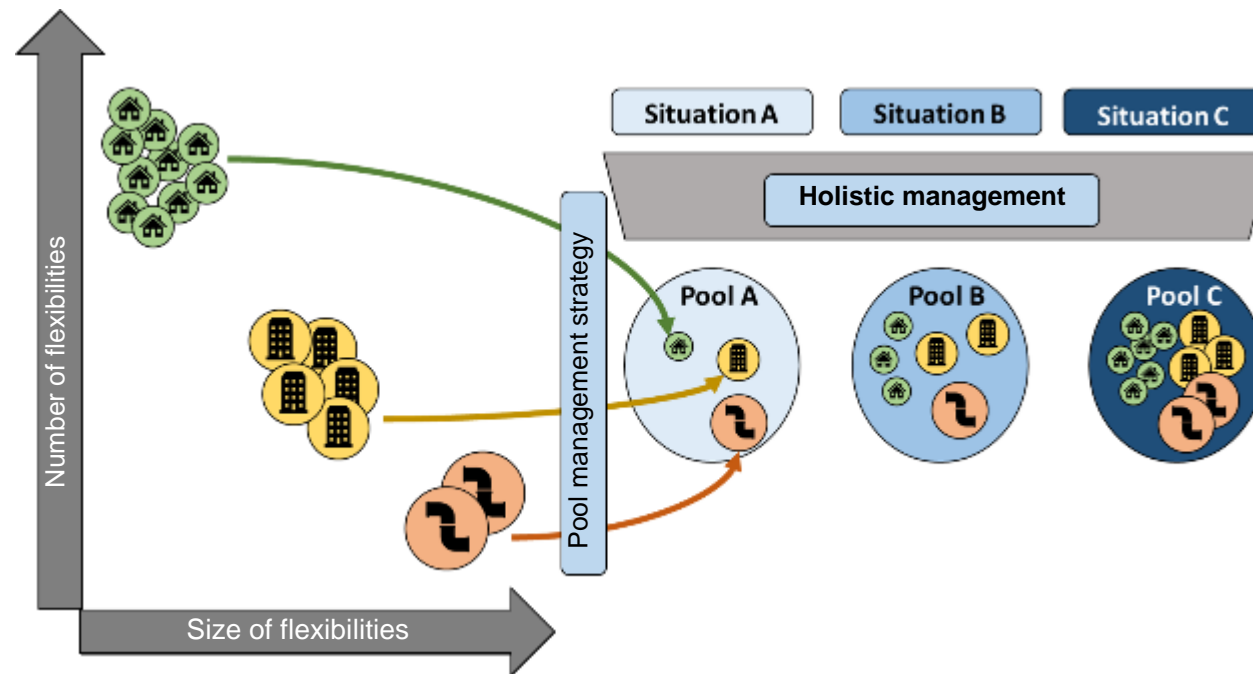 Number of flexibilities
Size of flexibilities
Pool management strategy
Situation A
Situation B
Situation C
Holistic management
Pool A
Pool B
Pool C